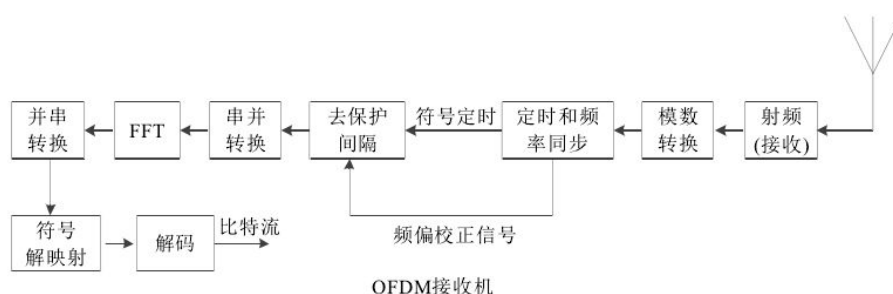 并串
转换
FFT
串并
转换
去保护
间隔
符号定时
定时和频
率同步
模数
转换
射频
(接收)
符号
解映射
解码
比特流
频偏校正信号
OFDM接收机